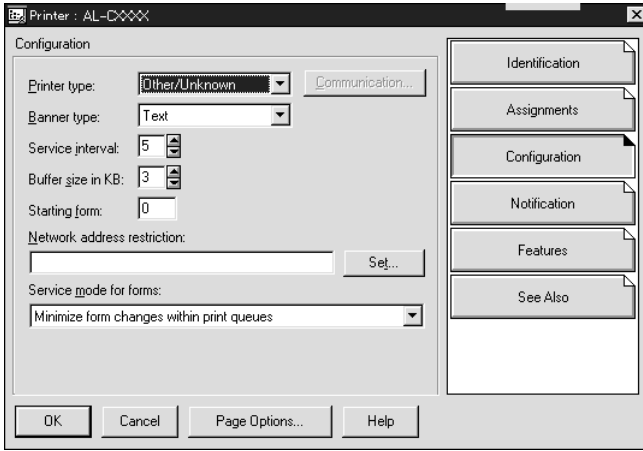 Printer : AL-CXXX
Configuration
Printer type: Other/Unknown Communication...
Banner type: Text
Service interval: 5
Buffer size in KB: 3
Starting form: 0
Network address restriction:
Set...
Service mode for forms:
Minimize form changes within print queues
OK Cancel Page Options... Help
Identification
Assignments
Configuration
Notification
Features
See Also